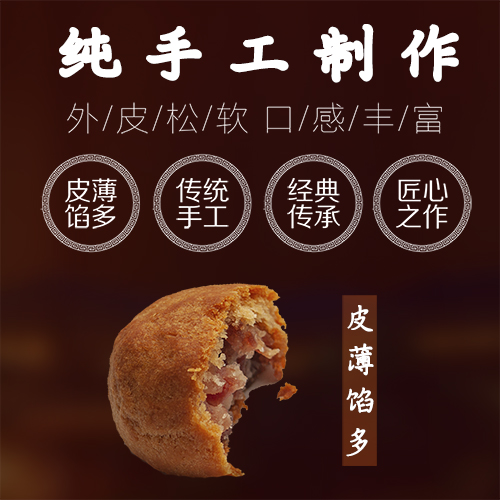 纯手工制作
外/皮/松/软 口/感/丰/富
皮薄
馅多
传统
手工
经典
传承
匠心
之作
皮薄馅多